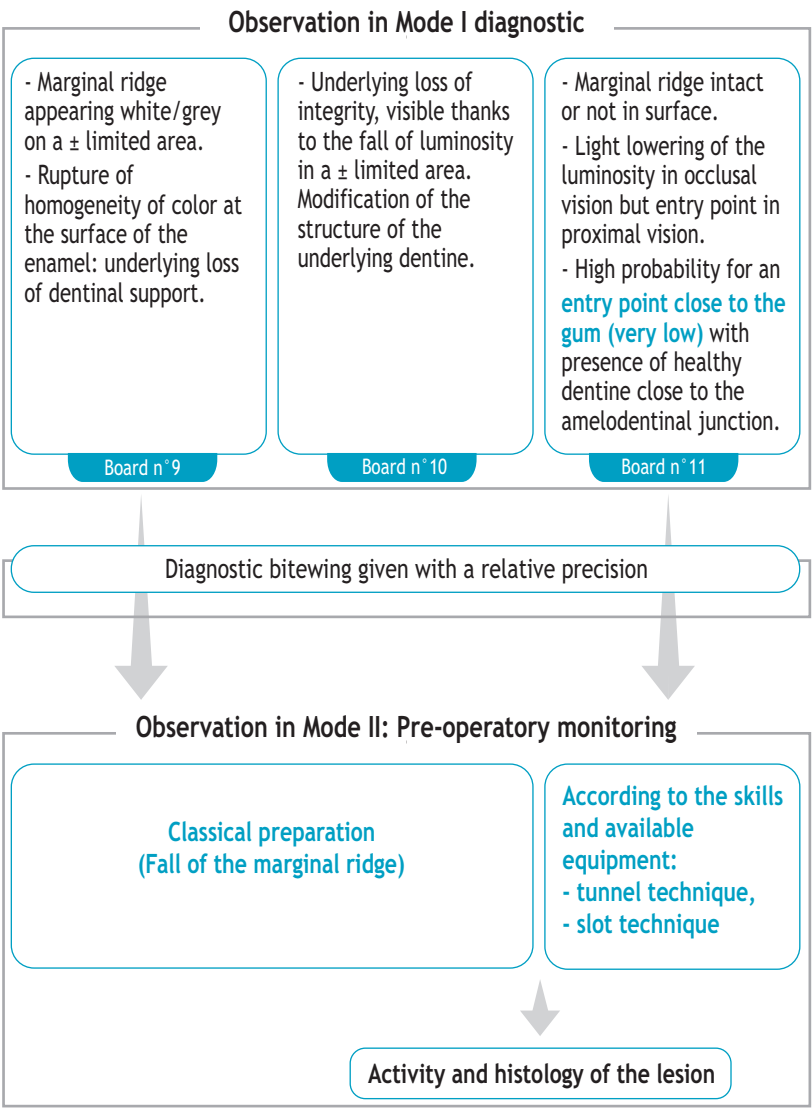 Observation in Mode I diagnostic
- Marginal ridge
appearing white/grey
on a ± limited area.
- Rupture of
homogeneity of color at
the surface of the
enamel: underlying loss
of dentinal support.
Board n°9
- Underlying loss of
integrity, visible thanks
to the fall of luminosity
in a ± limited area.
Modification of the
structure of the
underlying dentine.
Board n°10
- Marginal ridge intact
or not in surface.
- Light lowering of the
luminosity in occlusal
vision but entry point in
proximal vision.
- High probability for an
entry point close to the
gum (very low) with
presence of healthy
dentine close to the
amelodentinal junction.
Board n°11
Diagnostic bitewing given with a relative precision
Observation in Mode II: Pre-operatory monitoring
Classical preparation
(Fall of the marginal ridge)
According to the skills
and available
equipment:
- tunnel technique,
- slot technique
Activity and histology of the lesion